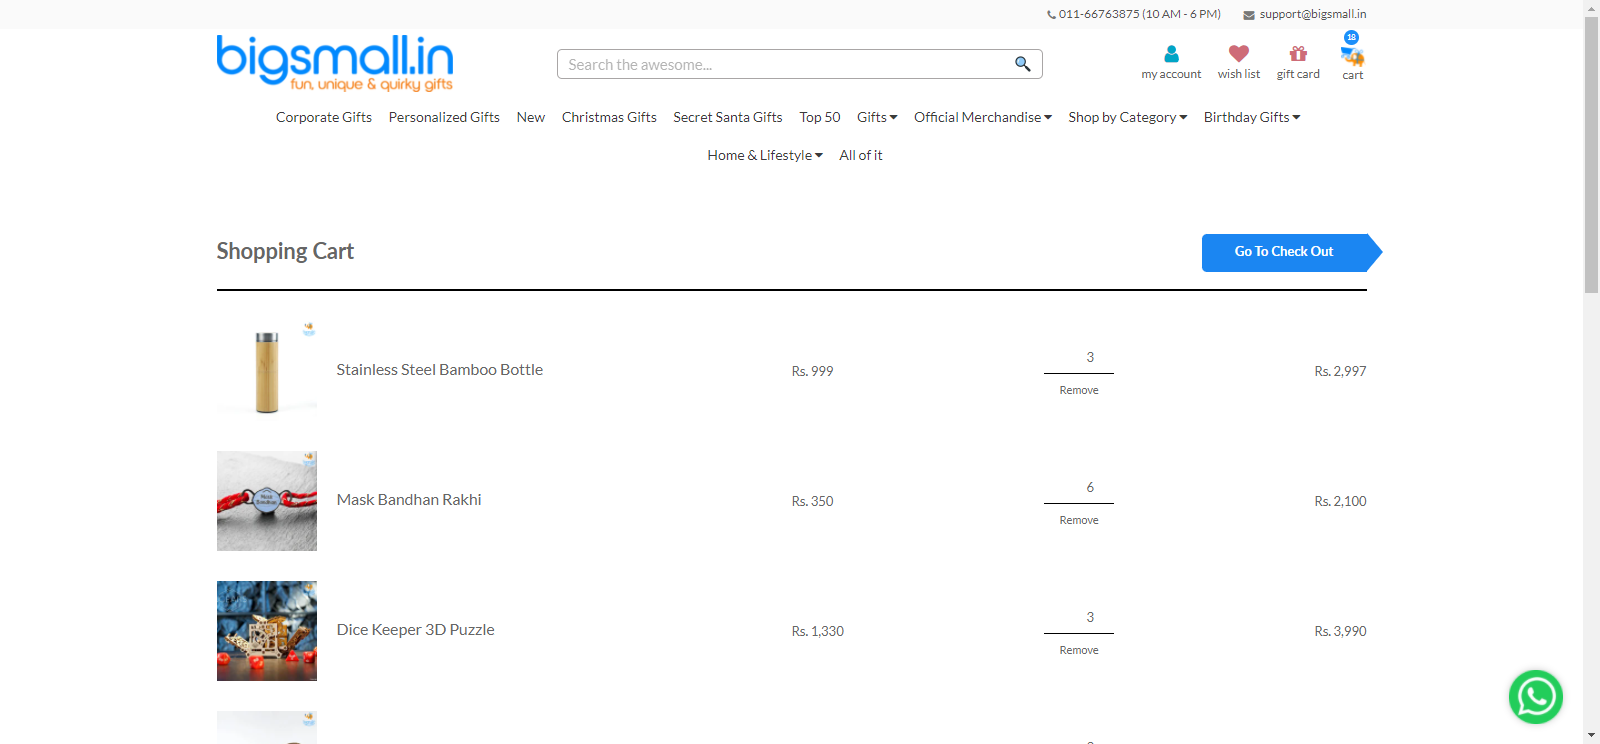 011-66763875 (10 AM - 6 PM) support@bigsmall.in
bigsmall.in
fun, unique & quirky gifts
Search the awesome...
my account
wish list
gift card
18
cart
Corporate Gifts Personalized Gifts New Christmas Gifts Secret Santa Gifts Top 50 Gifts Official Merchandise Shop by Category Birthday Gifts
Home & Lifestyle All of it
Shopping Cart
Go To Check Out
Stainless Steel Bamboo Bottle Rs. 999 3 Rs. 2,997
Remove
Mask Bandhan
Mask Bandhan Rakhi Rs. 350 6 Rs. 2,100
Remove
Dice Keeper 3D Puzzle Rs. 1,330 3 Rs. 3,990
Remove